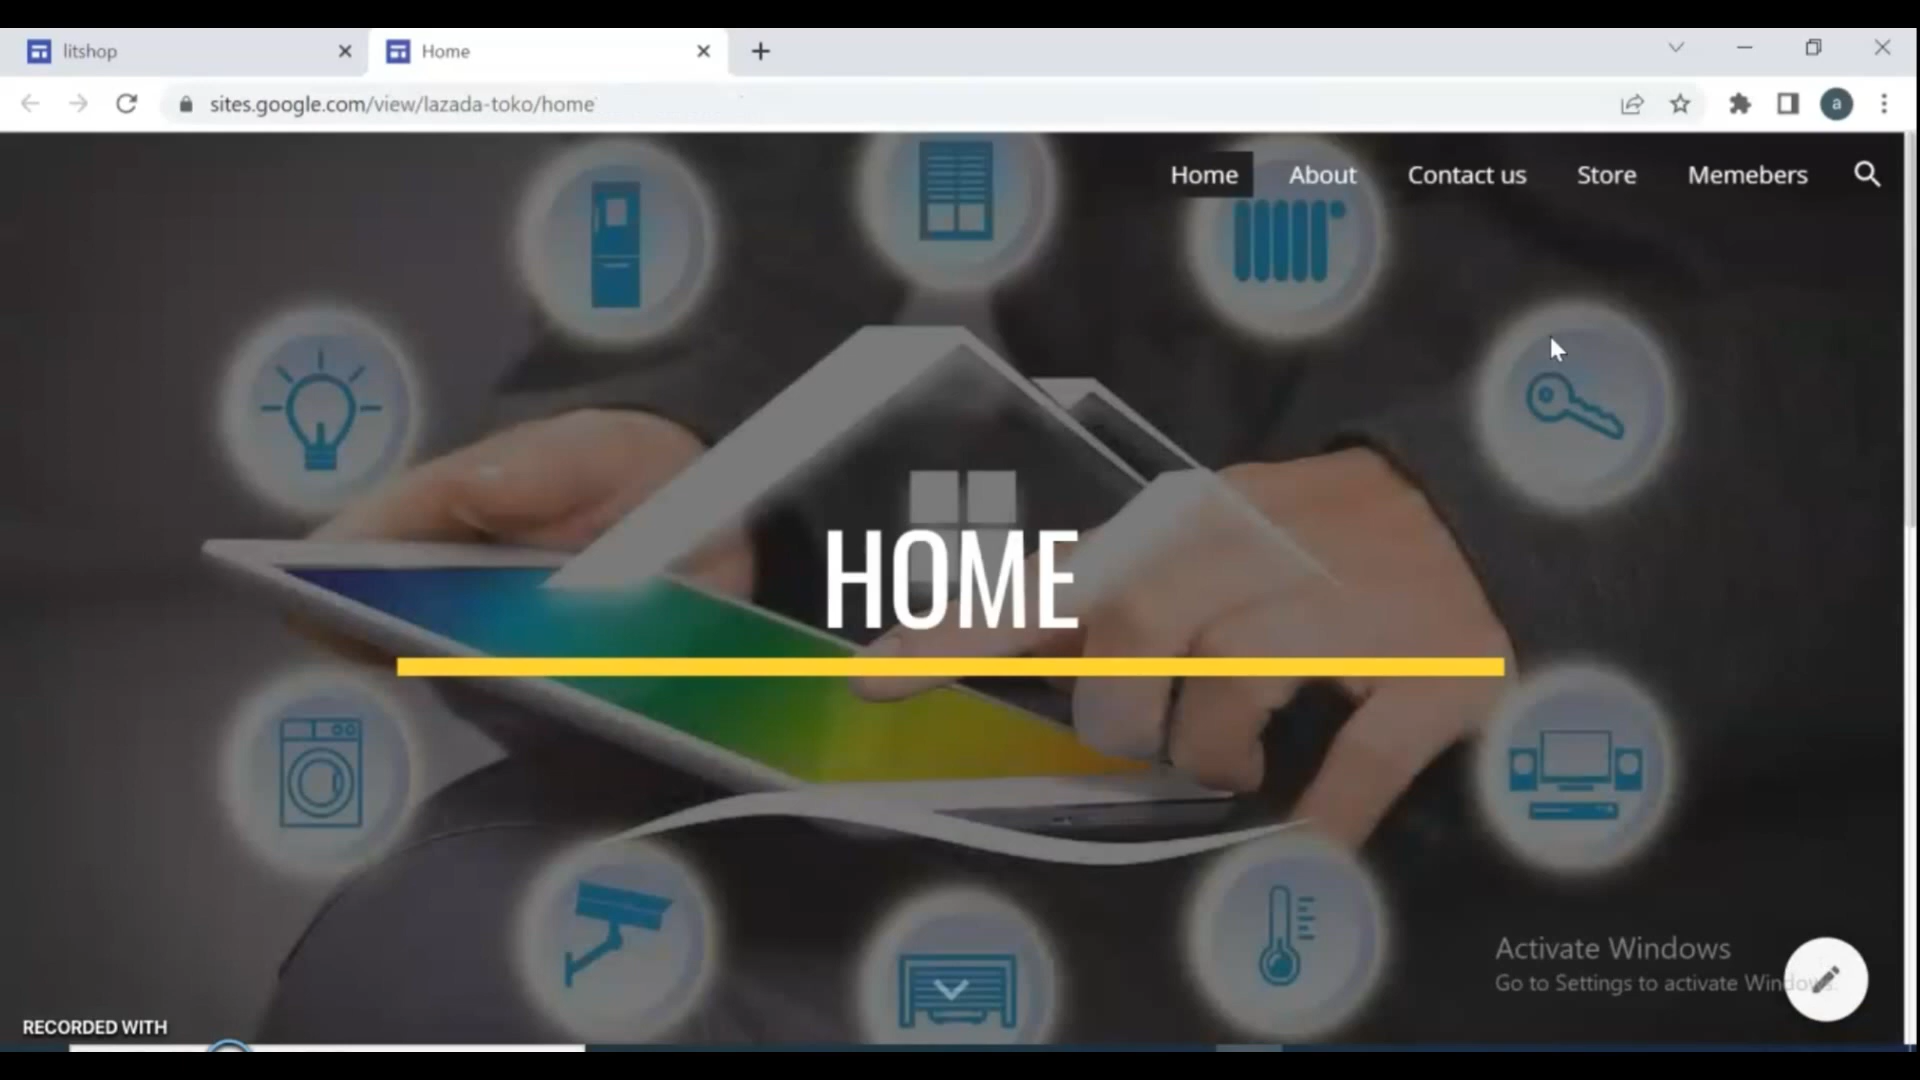 litshop
Home
sites.google.com/view/lazada-toko/home
a
Home
About
Contact us
Store
Memebers
HOME
Activate Windows
Go to Settings to activate Windows.
RECORDED WITH